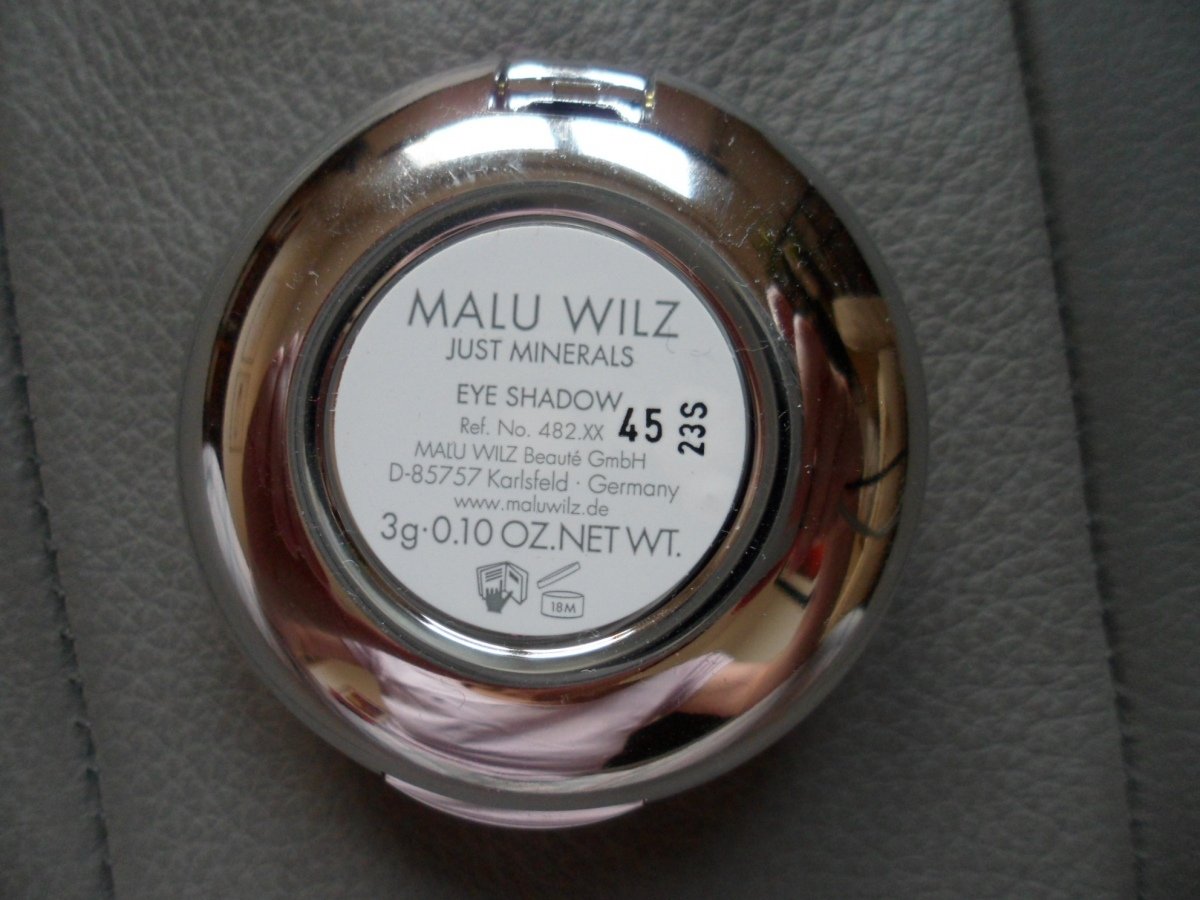 MALU WILZ
JUST MINERALS
EYE SHADOW
Ref. No. 482.XX 45 23S
MALU WILZ Beauté GmbH
D-85757 Karlsfeld · Germany
www.maluwilz.de
3g·0.10 OZ.NET WT.
18M